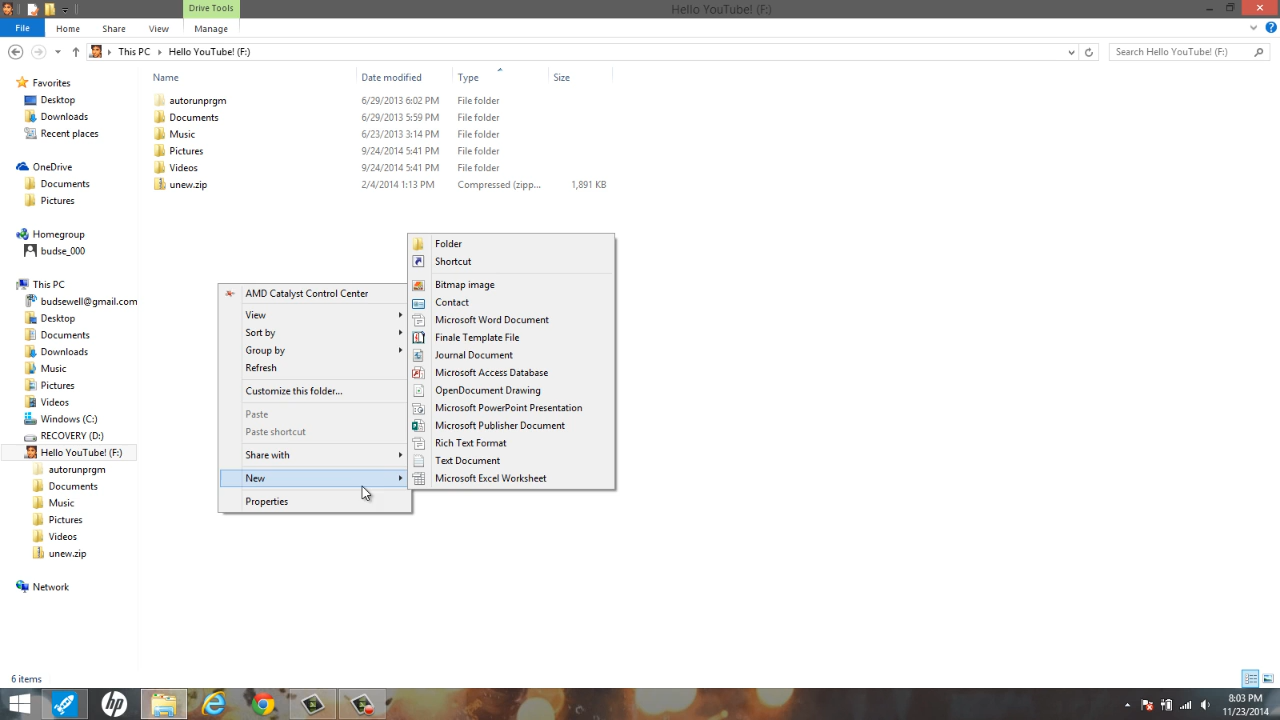 Drive Tools
Hello YouTube! (F:)
File Home Share View Manage
This PC Hello YouTube! (F:)
Search Hello YouTube! (F:)
Name Date modified Type Size
autorunprgm 6/29/2013 6:02 PM File folder
Documents 6/29/2013 5:59 PM File folder
Music 6/23/2013 3:14 PM File folder
Pictures 9/24/2014 5:41 PM File folder
Videos 9/24/2014 5:41 PM File folder
unew.zip 2/4/2014 1:13 PM Compressed (zipp... 1,891 KB
Favorites
Desktop
Downloads
Recent places
OneDrive
Documents
Pictures
Homegroup
budse_000
This PC
budsewell@gmail.com
Desktop
Documents
Downloads
Music
Pictures
Videos
Windows (C:)
RECOVERY (D:)
Hello YouTube! (F:)
autorunprgm
Documents
Music
Pictures
Videos
unew.zip
Network
AMD Catalyst Control Center
View
Sort by
Group by
Refresh
Customize this folder...
Paste
Paste shortcut
Share with
New
Properties
Folder
Shortcut
Bitmap image
Contact
Microsoft Word Document
Finale Template File
Journal Document
Microsoft Access Database
OpenDocument Drawing
Microsoft PowerPoint Presentation
Microsoft Publisher Document
Rich Text Format
Text Document
Microsoft Excel Worksheet
6 items
hp
8:03 PM
11/23/2014